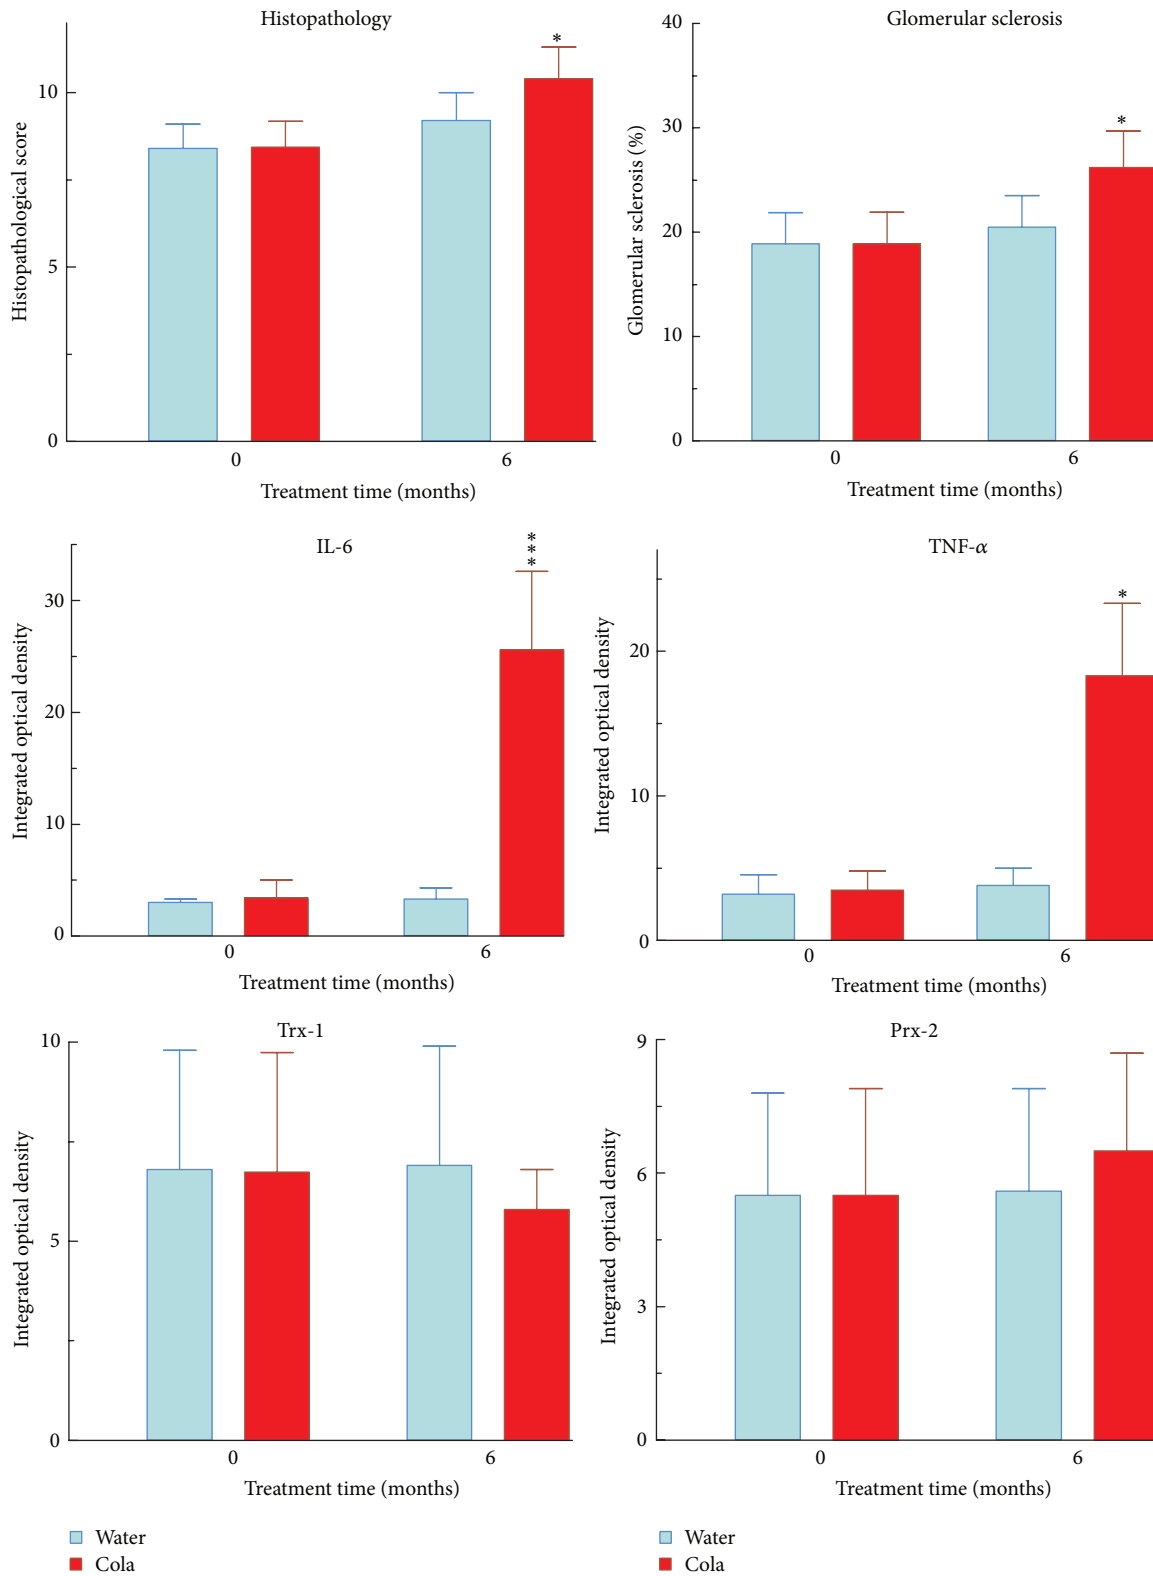 Histopathology
Histopathological score
10
5
0
*
0
6
Treatment time (months)
Glomerular sclerosis
Glomerular sclerosis (%)
40
30
20
10
0
*
0
6
Treatment time (months)
IL-6
Integrated optical density
30
20
10
0
***
0
6
Treatment time (months)
TNF-α
Integrated optical density
20
10
0
*
0
6
Treatment time (months)
Trx-1
Integrated optical density
10
5
0
0
6
Treatment time (months)
Water
Cola
Prx-2
Integrated optical density
9
6
3
0
0
6
Treatment time (months)
Water
Cola